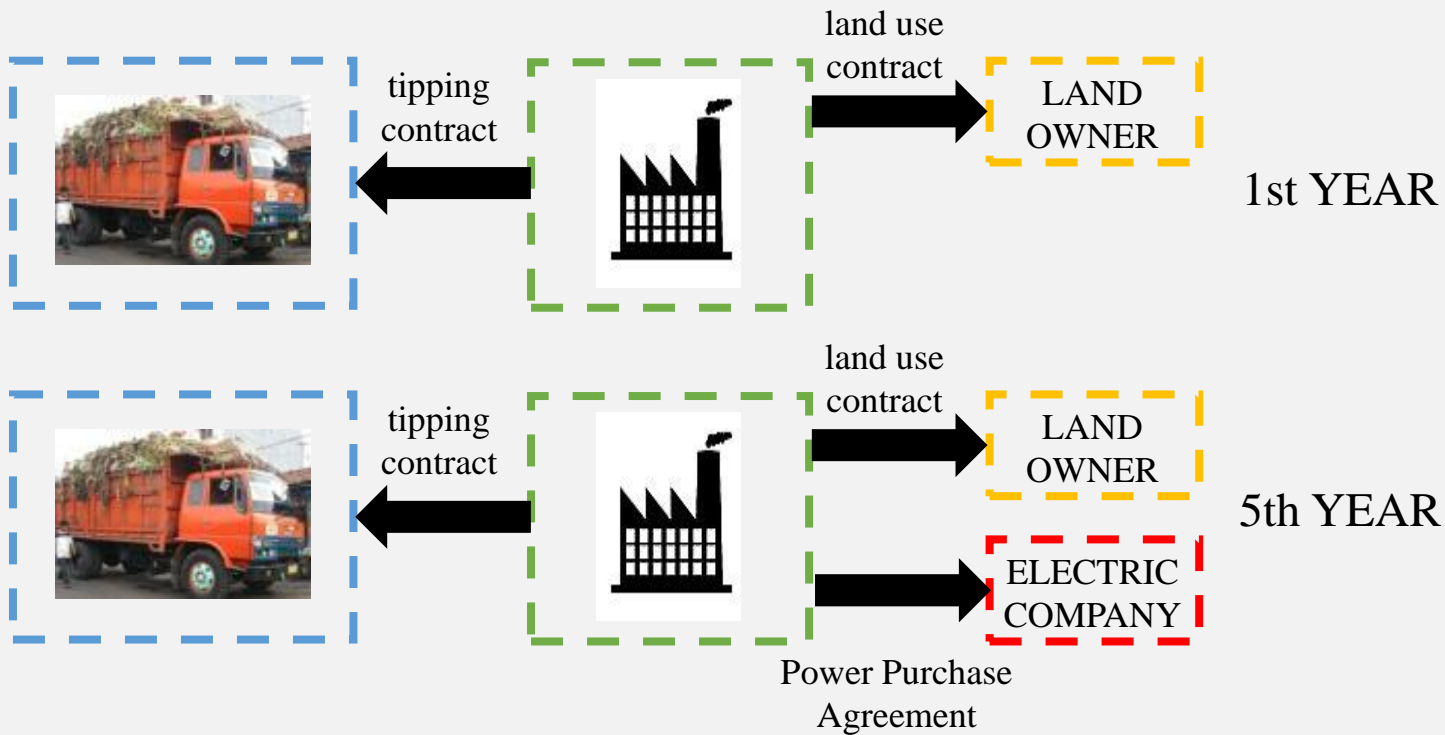 land use
contract
tipping
contract
LAND
OWNER
1st YEAR
land use
contract
tipping
contract
LAND
OWNER
5th YEAR
ELECTRIC
COMPANY
Power Purchase
Agreement